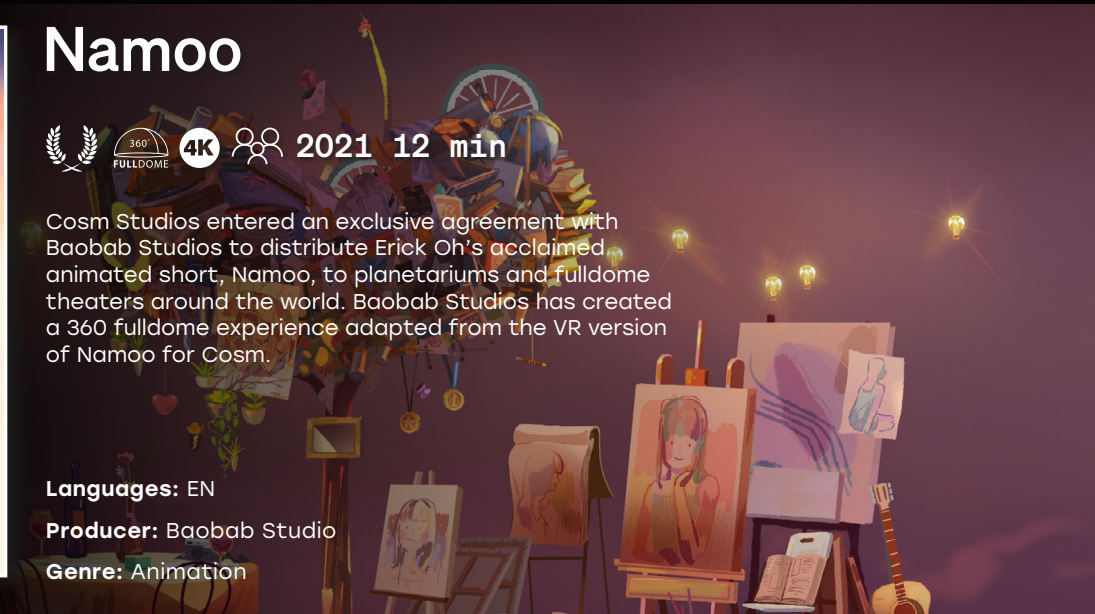 Namoo
360°
FULLDOME
4K
2021 12 min
Cosm Studios entered an exclusive agreement with
Baobab Studios to distribute Erick Oh’s acclaimed
animated short, Namoo, to planetariums and fulldome
theaters around the world. Baobab Studios has created
a 360 fulldome experience adapted from the VR version
of Namoo for Cosm.
Languages: EN
Producer: Baobab Studio
Genre: Animation